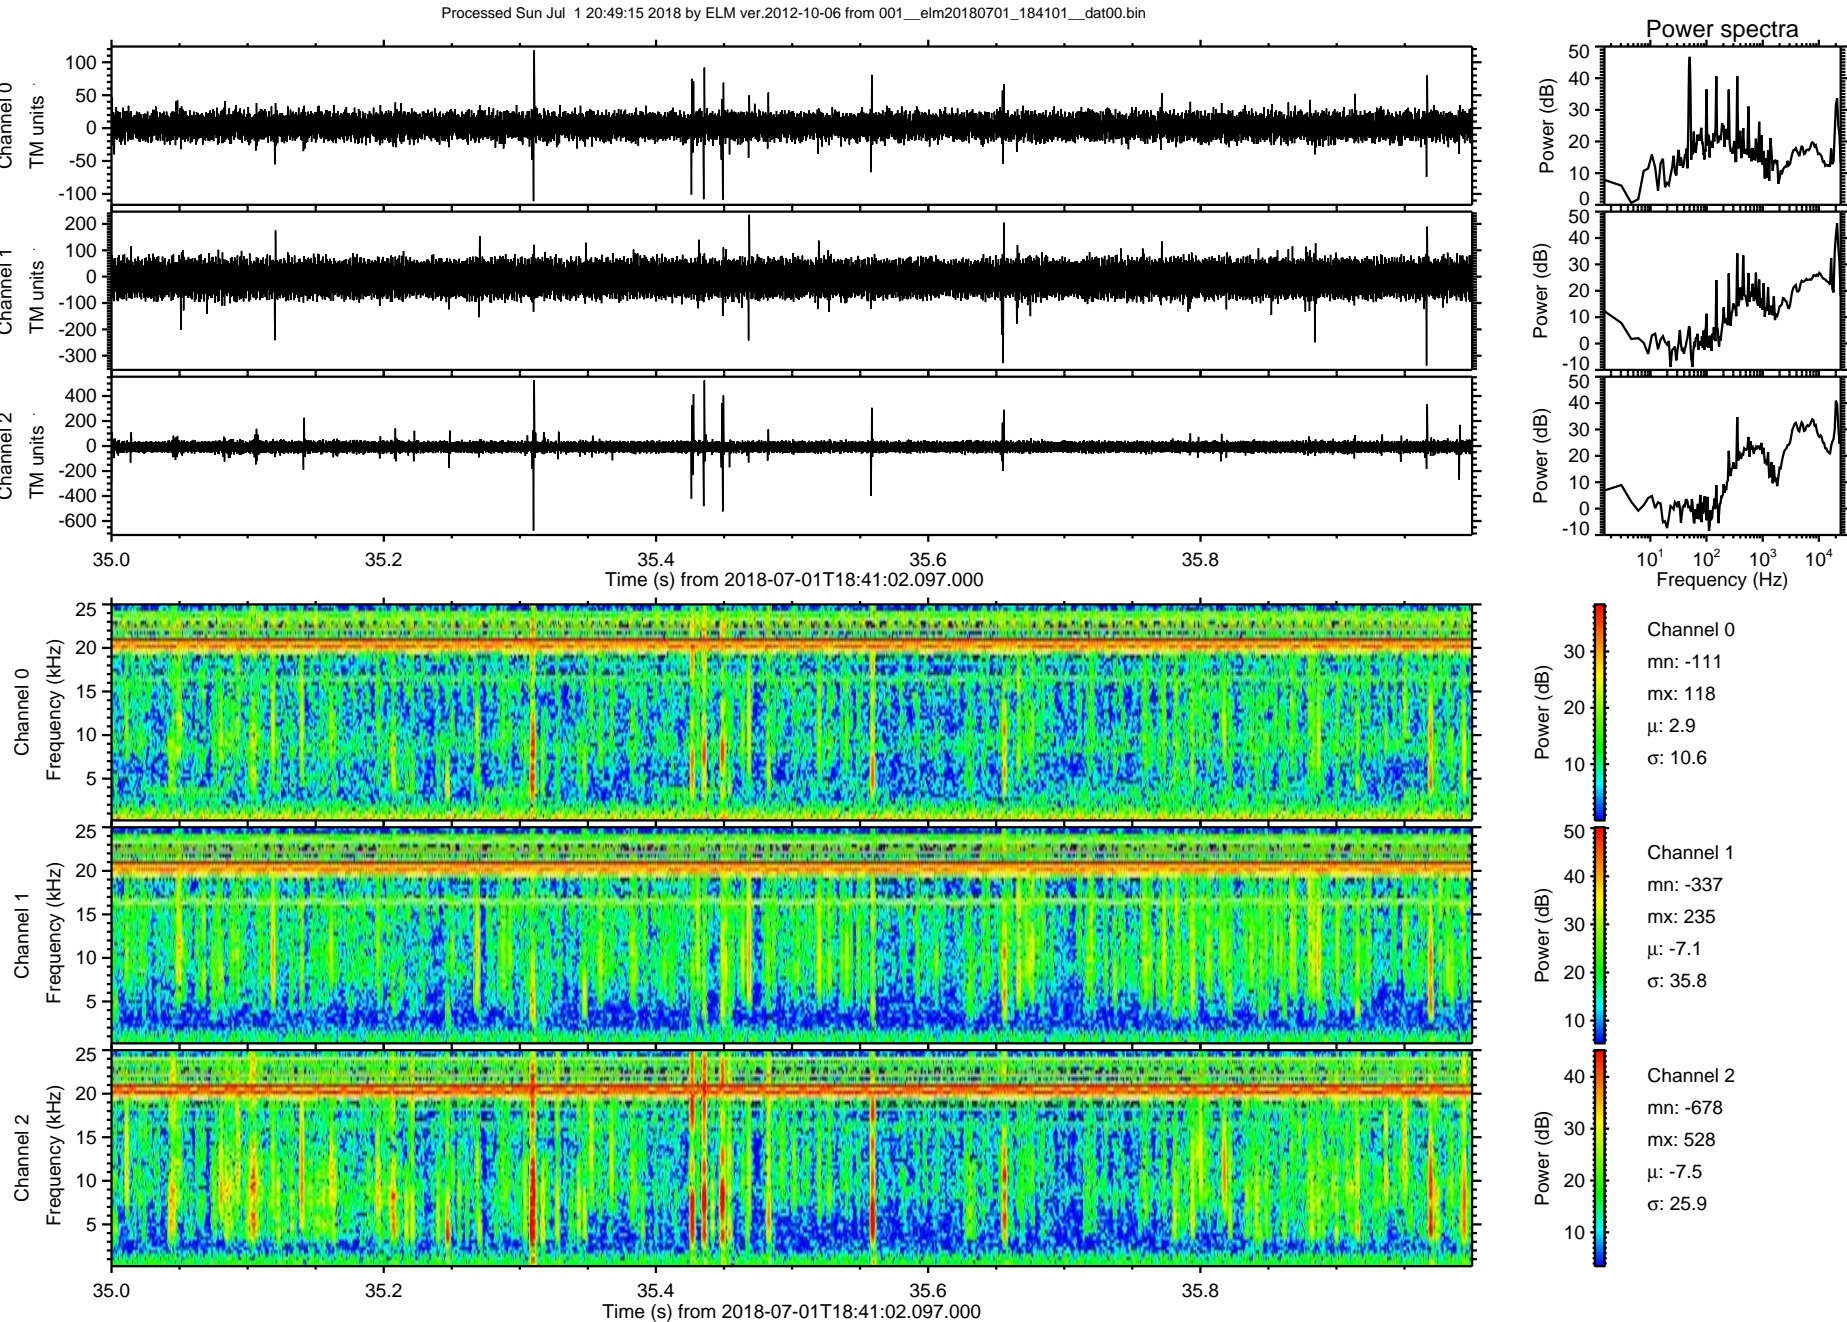 Processed Sun Jul  1 20:49:15 2018 by ELM ver.2012-10-06 from 001__elm20180701_184101__dat00.bin
Power spectra
Channel 0
TM units
100
50
0
-50
-100
Channel 1
TM units
200
100
0
-100
-200
-300
Channel 2
TM units
400
200
0
-200
-400
-600
35.0 35.2 35.4 35.6 35.8
Time (s) from 2018-07-01T18:41:02.097.000
Power (dB)
50
40
30
20
10
0
Power (dB)
50
40
30
20
10
0
-10
Power (dB)
50
40
30
20
10
0
-10
10¹ 10² 10³ 10⁴
Frequency (Hz)
Channel 0
Frequency (kHz)
25
20
15
10
5
Channel 1
Frequency (kHz)
25
20
15
10
5
Channel 2
Frequency (kHz)
25
20
15
10
5
35.0 35.2 35.4 35.6 35.8
Time (s) from 2018-07-01T18:41:02.097.000
Power (dB)
30
20
10
Channel 0
mn: -111
mx: 118
μ: 2.9
σ: 10.6
Power (dB)
50
40
30
20
10
Channel 1
mn: -337
mx: 235
μ: -7.1
σ: 35.8
Power (dB)
40
30
20
10
Channel 2
mn: -678
mx: 528
μ: -7.5
σ: 25.9